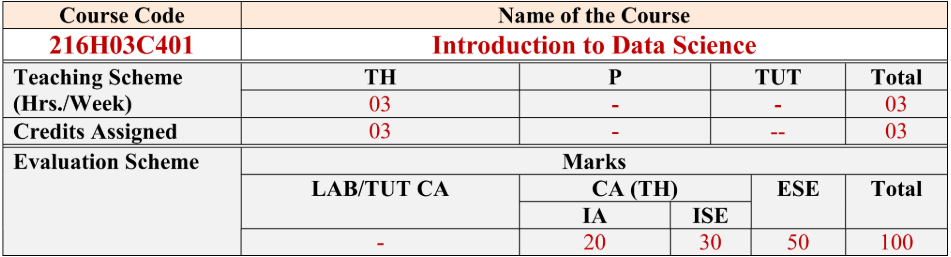 Course Code Name of the Course
216H03C401 Introduction to Data Science
Teaching Scheme TH P TUT Total
(Hrs./Week) 03 - - 03
Credits Assigned 03 - -- 03
Evaluation Scheme Marks
LAB/TUT CA CA (TH) ESE Total
IA ISE
- 20 30 50 100